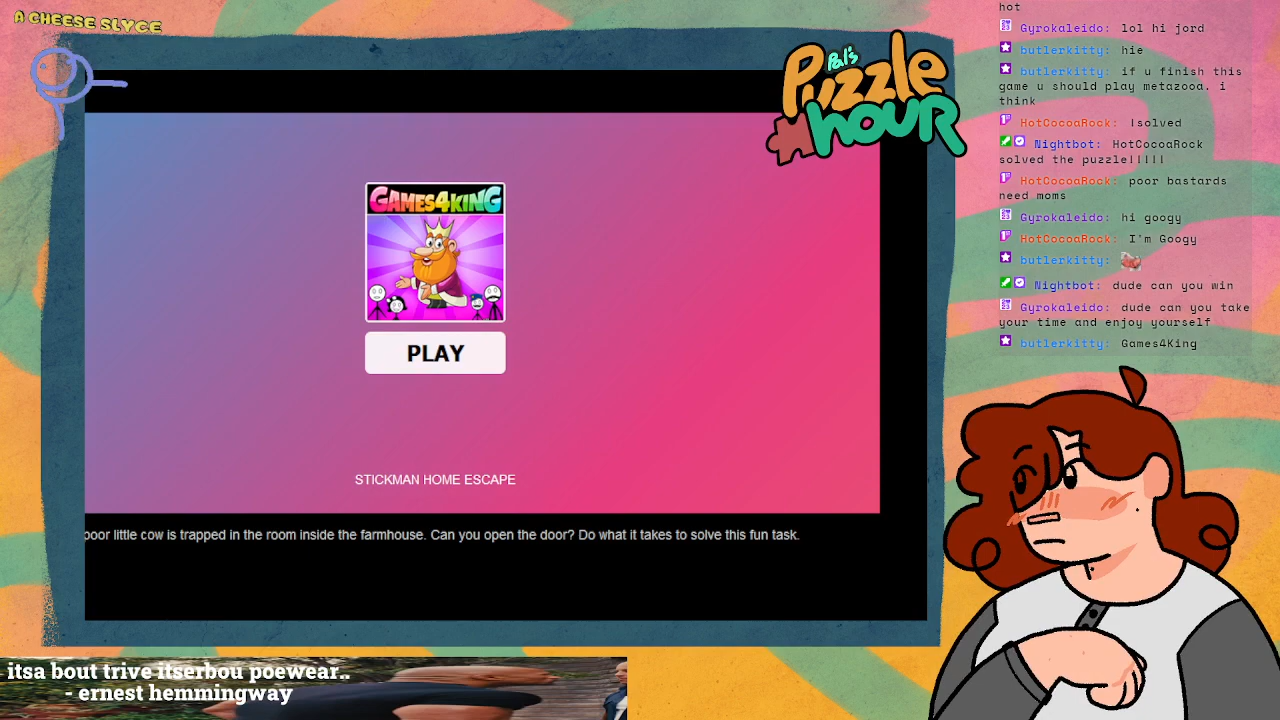 A CHEESE SLYCE
Pal's
Puzzle
hour
GAMES4KING
PLAY
STICKMAN HOME ESCAPE
poor little cow is trapped in the room inside the farmhouse. Can you open the door? Do what it takes to solve this fun task.
itsa bout trive itserbou poewear..
- ernest hemmingway
hot
Gyrokaleido: lol hi jord
butlerkitty: hie
butlerkitty: if u finish this
game u should play metazooa. i
think
HotCocoaRock: !solved
Nightbot: HotCocoaRock
solved the puzzle!!!!!
HotCocoaRock: poor bastards
need moms
Gyrokaleido: hi googy
HotCocoaRock: I'm Googy
butlerkitty:
Nightbot: dude can you win
Gyrokaleido: dude can you take
your time and enjoy yourself
butlerkitty: Games4King